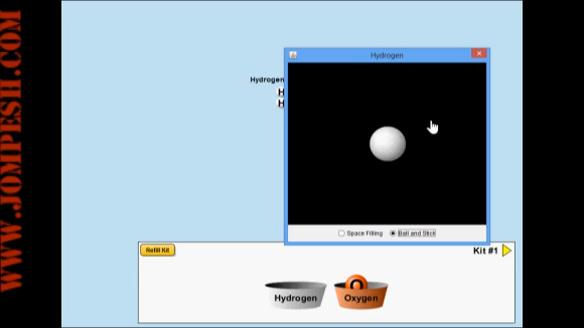 WWW.JOMPESH.COM
Hydrogen
Hydrogen
H
H
Space Filling
Ball and Stick
Refill Kit
Kit #1
Hydrogen
Oxygen